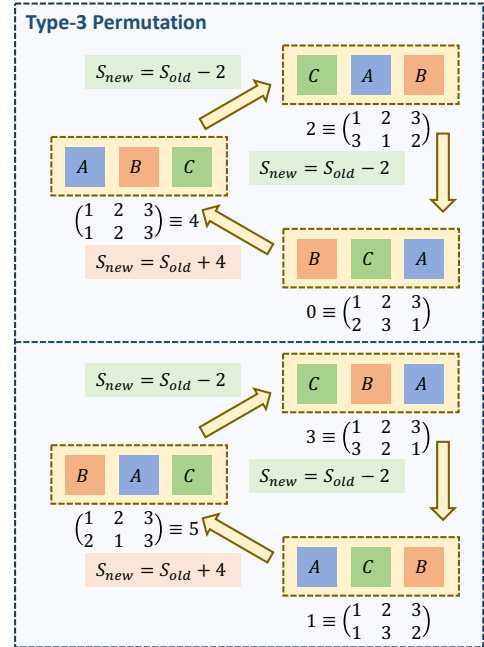 Type-3 Permutation
S_new = S_old − 2
C A B
2 ≡ (1 2 3
3 1 2)
A B C
S_new = S_old − 2
(1 2 3
1 2 3) ≡ 4
S_new = S_old + 4
B C A
0 ≡ (1 2 3
2 3 1)
S_new = S_old − 2
C B A
3 ≡ (1 2 3
3 2 1)
B A C
S_new = S_old − 2
(1 2 3
2 1 3) ≡ 5
S_new = S_old + 4
A C B
1 ≡ (1 2 3
1 3 2)